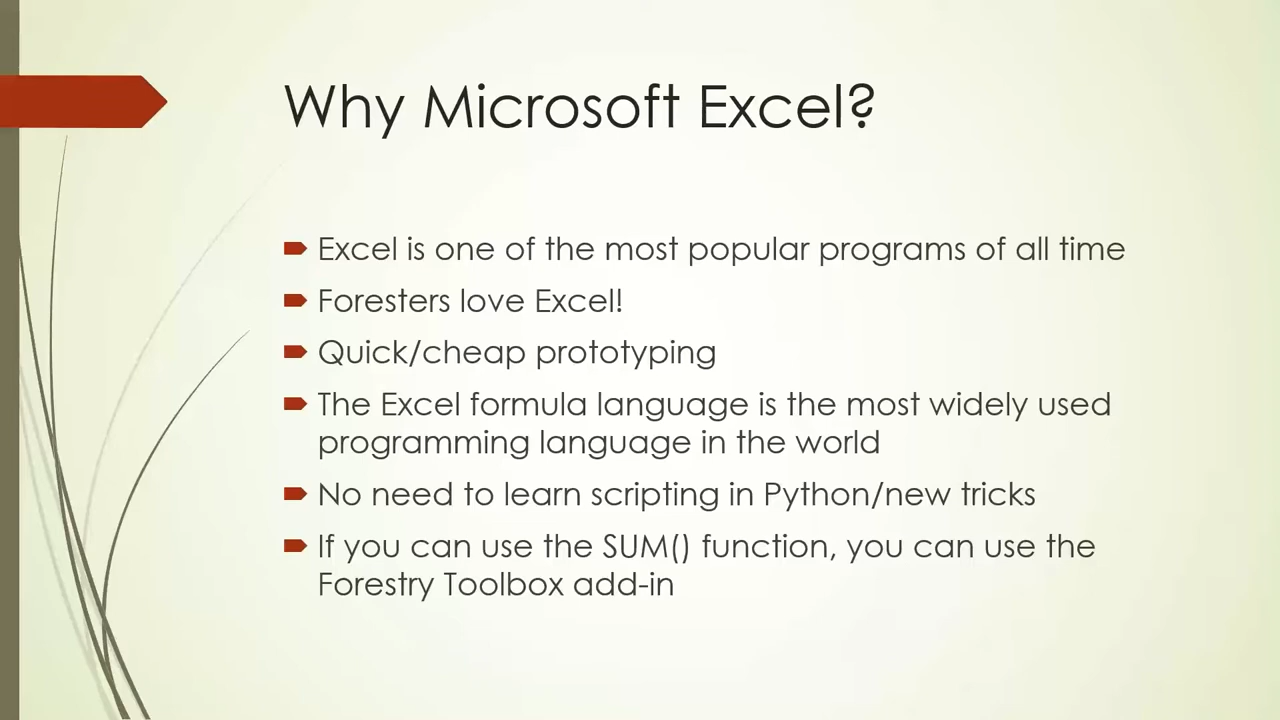 Why Microsoft Excel?
Excel is one of the most popular programs of all time
Foresters love Excel!
Quick/cheap prototyping
The Excel formula language is the most widely used
programming language in the world
No need to learn scripting in Python/new tricks
If you can use the SUM() function, you can use the
Forestry Toolbox add-in